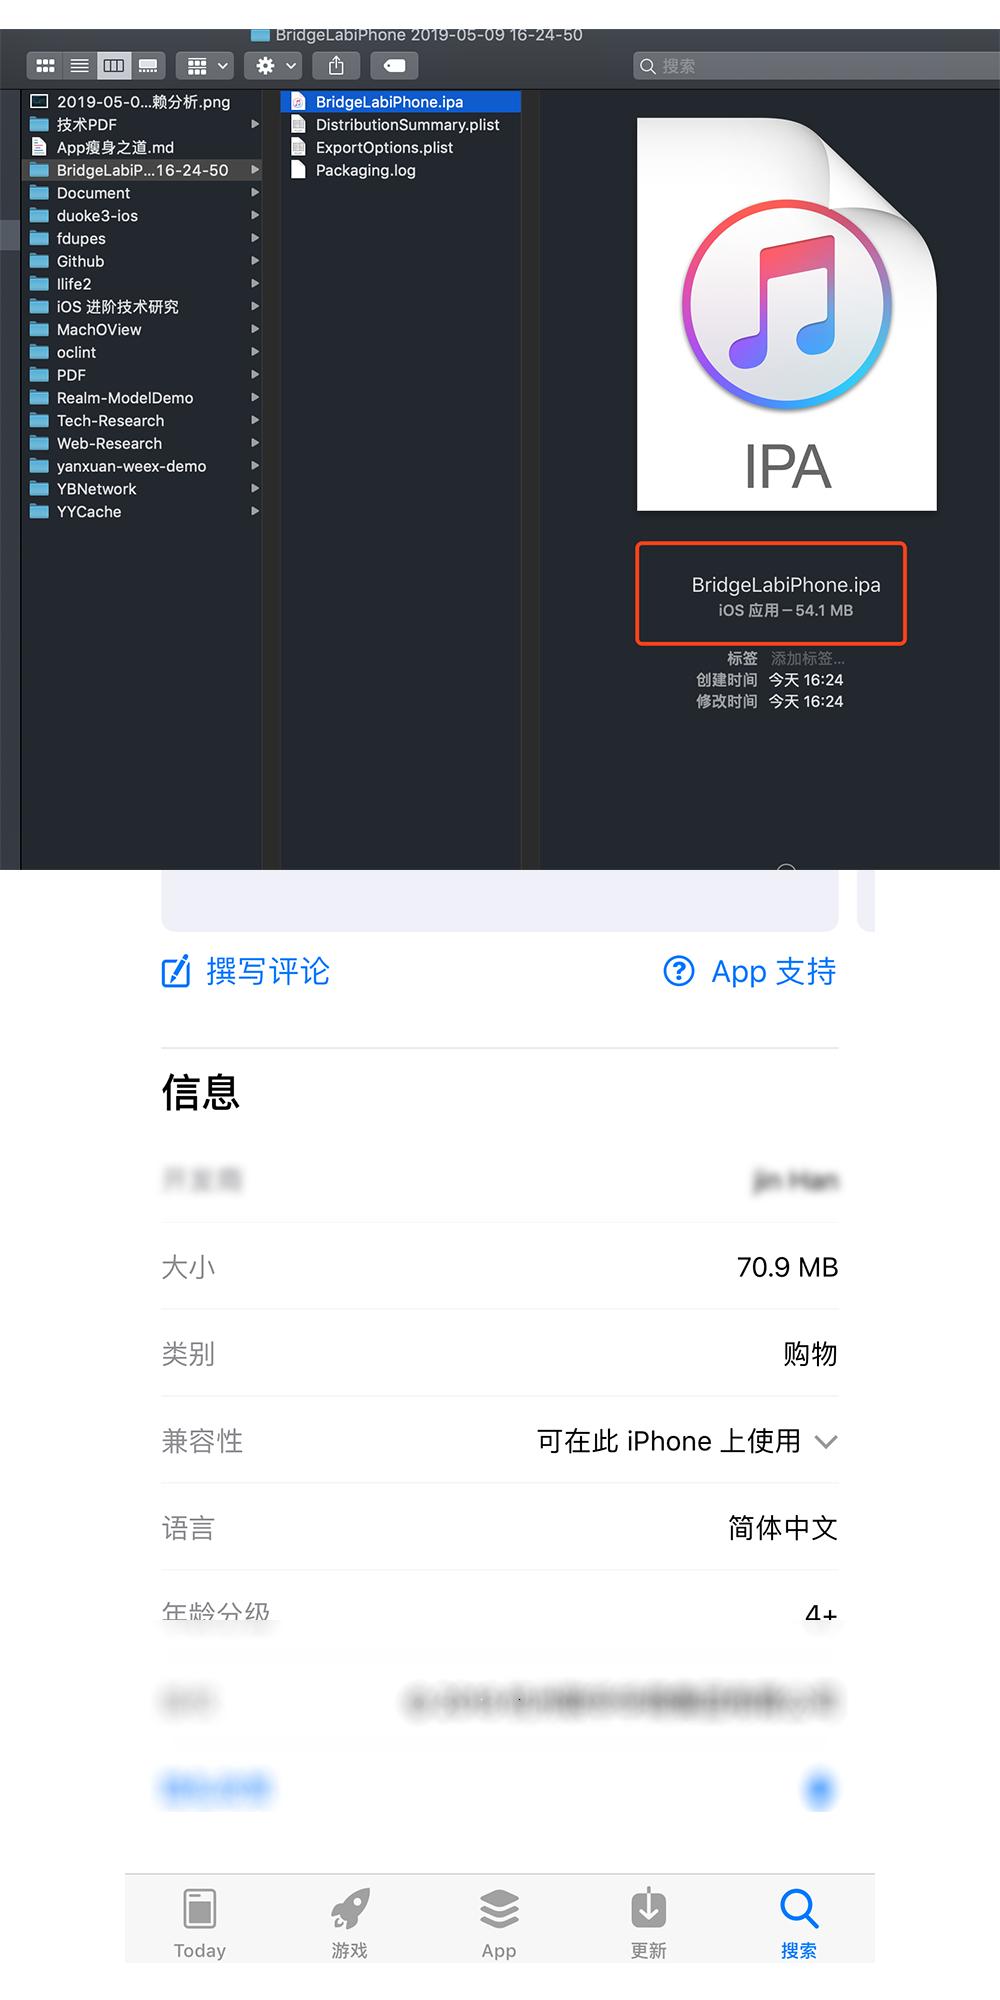 BridgeLabiPhone 2019-05-09 16-24-50
搜索
2019-05-0...赖分析.png
技术PDF
App瘦身之道.md
BridgeLabiP...16-24-50
Document
duoke3-ios
fdupes
Github
Ilife2
iOS 进阶技术研究
MachOView
oclint
PDF
Realm-ModelDemo
Tech-Research
Web-Research
yanxuan-weex-demo
YBNetwork
YYCache
BridgeLabiPhone.ipa
DistributionSummary.plist
ExportOptions.plist
Packaging.log
IPA
BridgeLabiPhone.ipa
iOS 应用 – 54.1 MB
标签 添加标签...
创建时间 今天 16:24
修改时间 今天 16:24
撰写评论 App 支持
信息
开发商 jin Han
大小 70.9 MB
类别 购物
兼容性 可在此 iPhone 上使用
语言 简体中文
年龄分级 4+
Today 游戏 App 更新 搜索